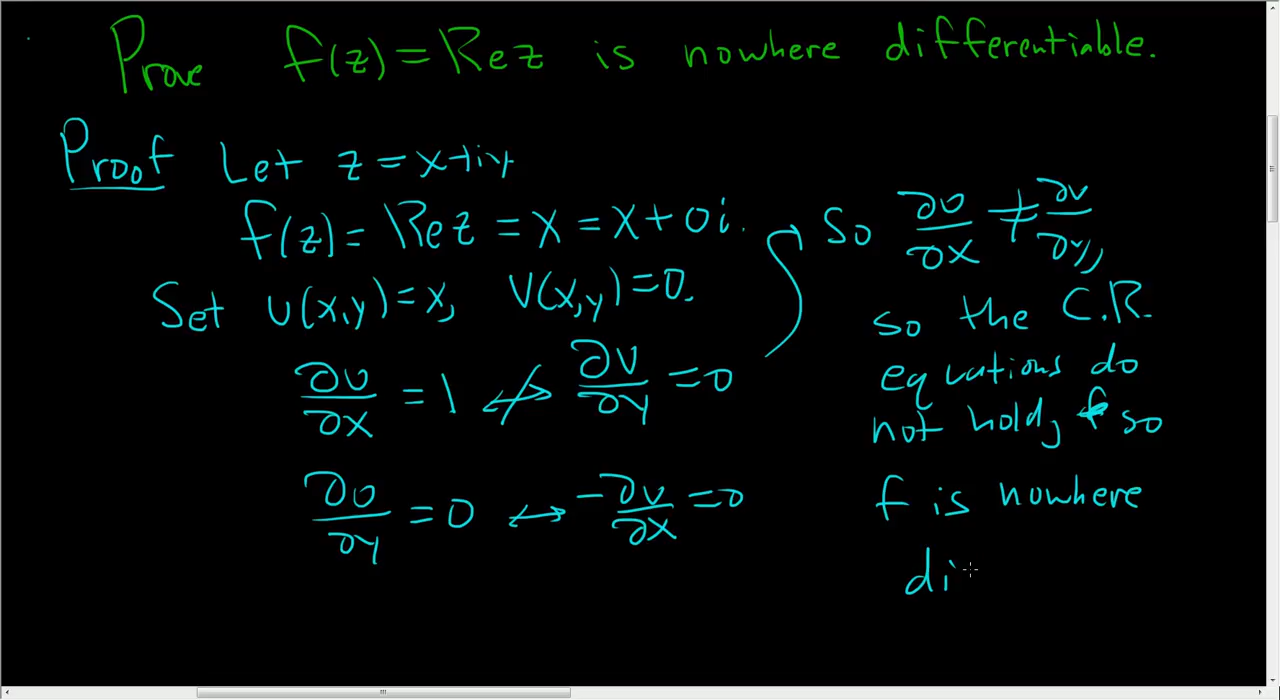 Prove f(z) = Re z is nowhere differentiable.
Proof Let z = x+iy
f(z) = Re z = x = x + 0i.
Set u(x,y) = x, v(x,y) = 0.
∂u/∂x = 1 ↮ ∂v/∂y = 0
∂u/∂y = 0 ↔ -∂v/∂x = 0
So ∂u/∂x ≠ ∂v/∂y,
so the C.R.
equations do
not hold, so
f is nowhere
di